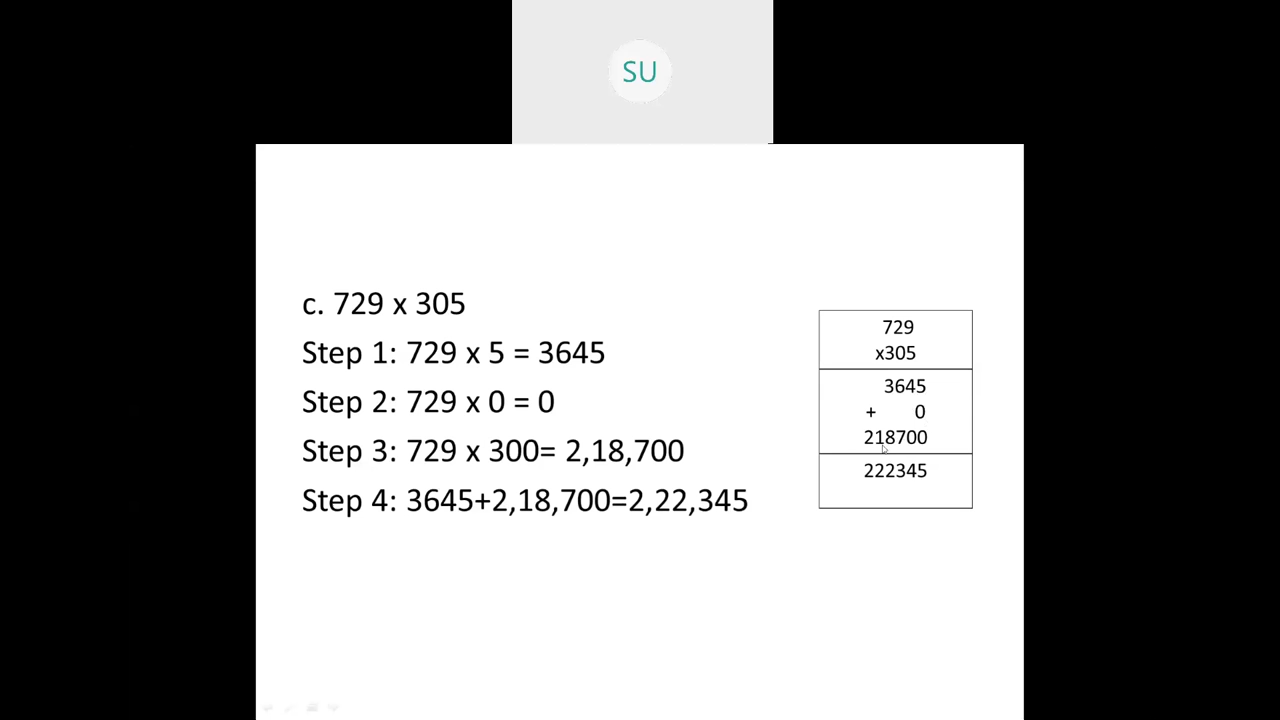 SU
c. 729 x 305
Step 1: 729 x 5 = 3645
Step 2: 729 x 0 = 0
Step 3: 729 x 300= 2,18,700
Step 4: 3645+2,18,700=2,22,345
729
x305
3645
+ 0
218700
222345